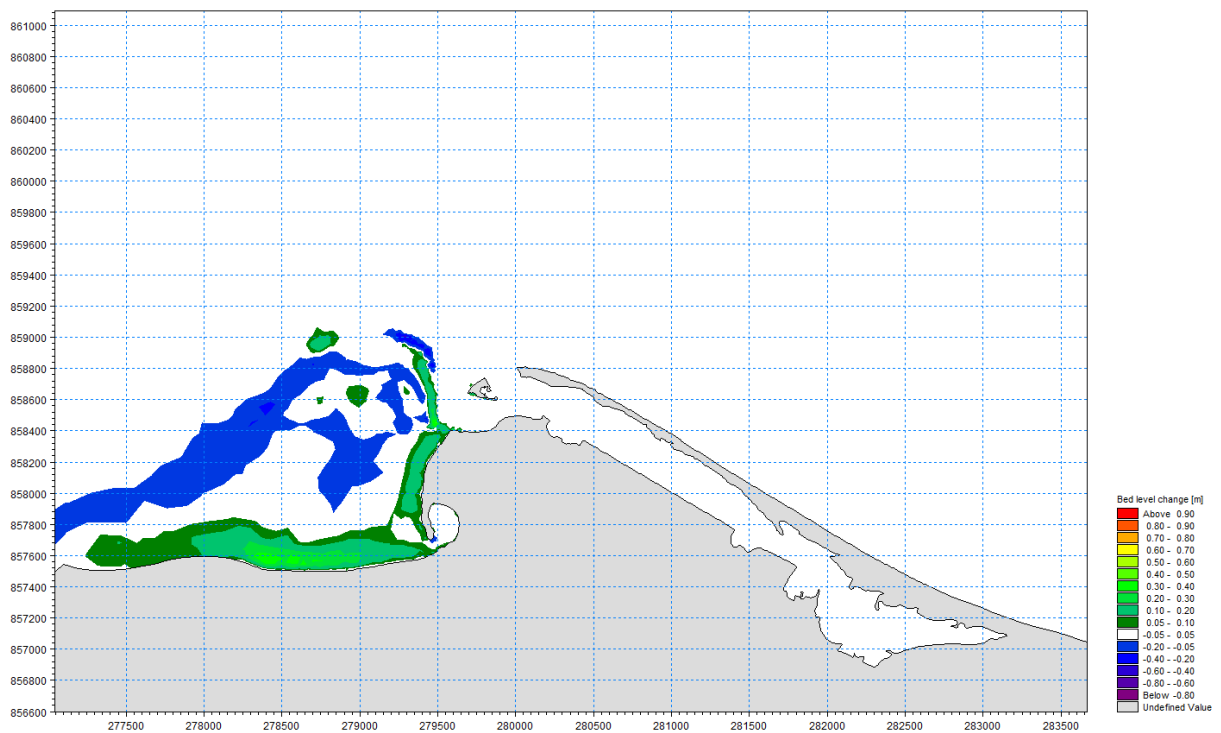 861000
860800
860600
860400
860200
860000
859800
859600
859400
859200
859000
858800
858600
858400
858200
858000
857800
857600
857400
857200
857000
856800
856600
277500 278000 278500 279000 279500 280000 280500 281000 281500 282000 282500 283000 283500
Bed level change [m]
Above 0.90
0.80 - 0.90
0.70 - 0.80
0.60 - 0.70
0.50 - 0.60
0.40 - 0.50
0.30 - 0.40
0.20 - 0.30
0.10 - 0.20
0.05 - 0.10
-0.05 - 0.05
-0.20 - -0.05
-0.40 - -0.20
-0.60 - -0.40
-0.80 - -0.60
Below -0.80
Undefined Value